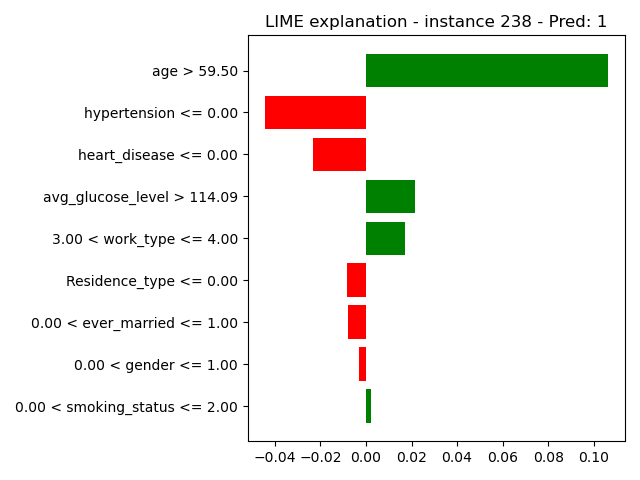 LIME explanation - instance 238 - Pred: 1
age > 59.50
hypertension <= 0.00
heart_disease <= 0.00
avg_glucose_level > 114.09
3.00 < work_type <= 4.00
Residence_type <= 0.00
0.00 < ever_married <= 1.00
0.00 < gender <= 1.00
0.00 < smoking_status <= 2.00
−0.04 −0.02 0.00 0.02 0.04 0.06 0.08 0.10